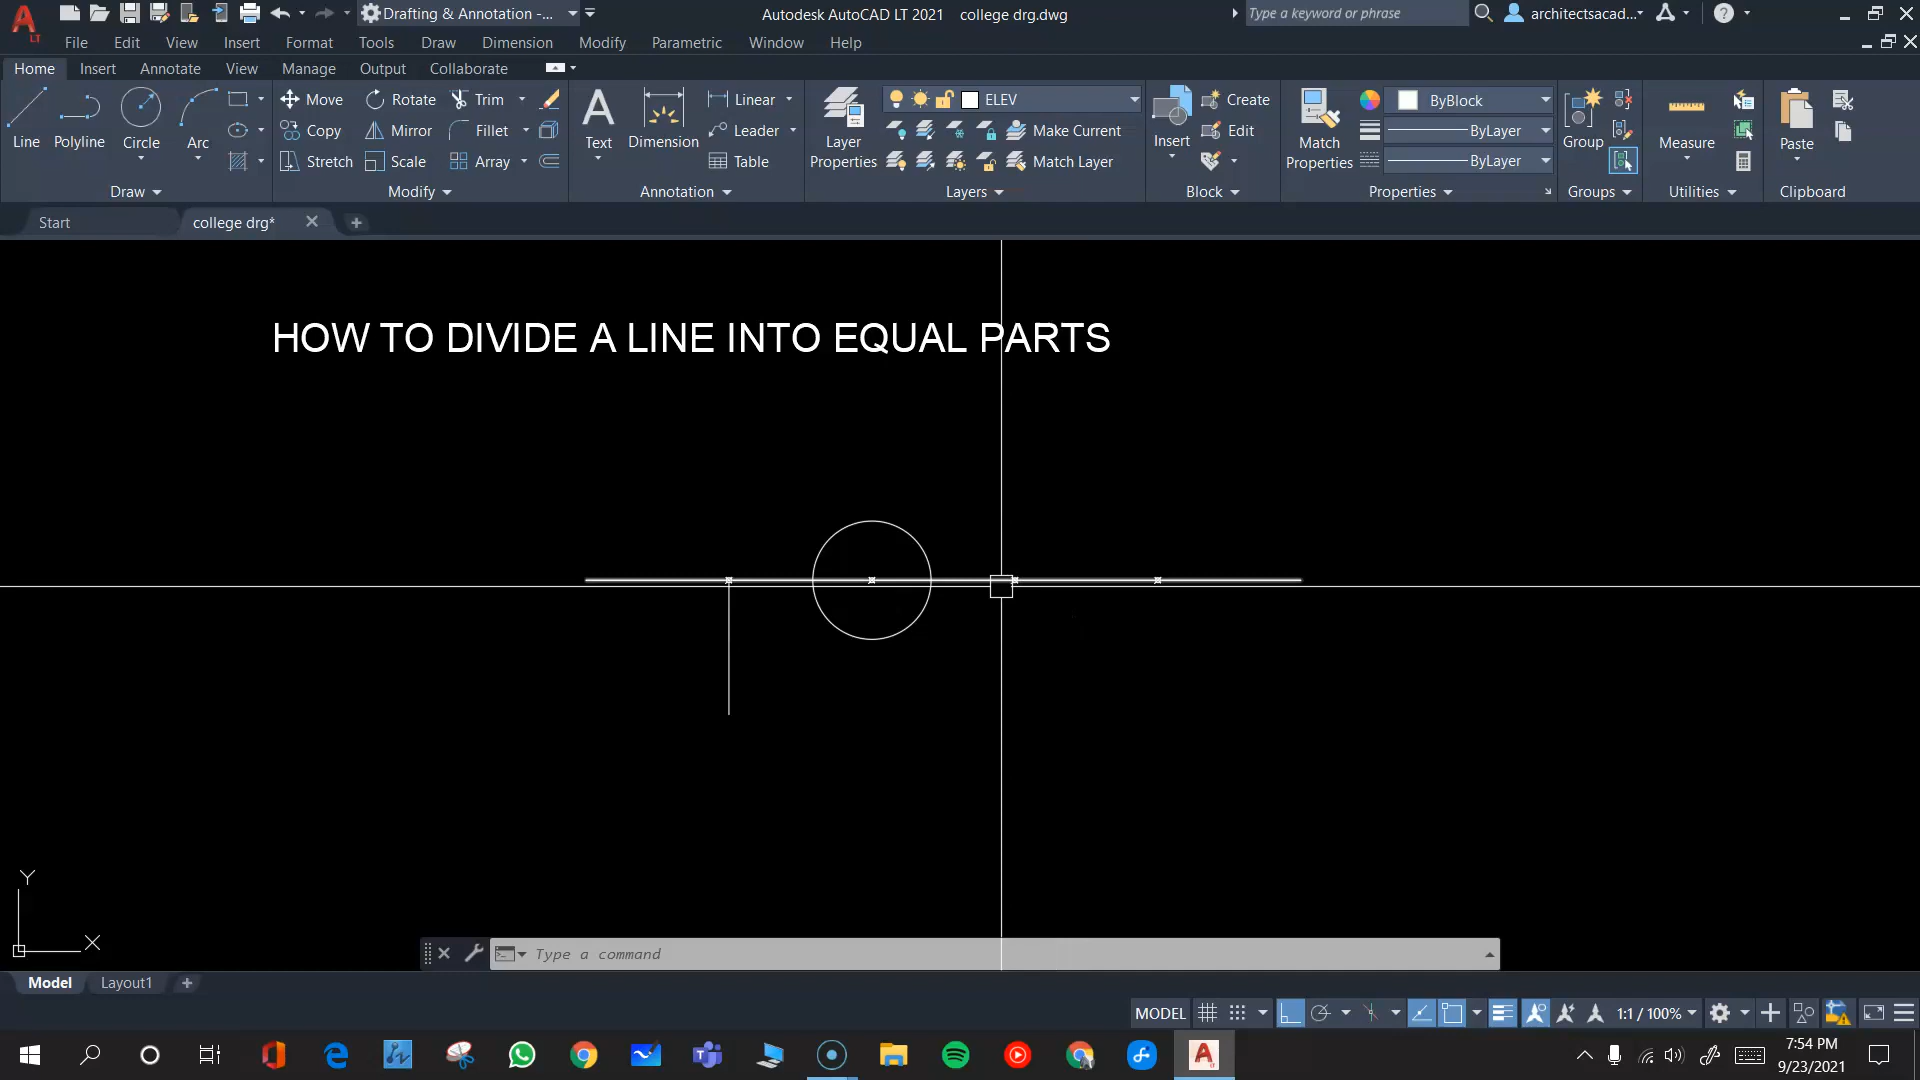 Drafting & Annotation -...
Autodesk AutoCAD LT 2021 college drg.dwg
Type a keyword or phrase
architectsacad...
LT
File Edit View Insert Format Tools Draw Dimension Modify Parametric Window Help
Home Insert Annotate View Manage Output Collaborate
Line Polyline Circle Arc
Move Rotate Trim
Copy Mirror Fillet
Stretch Scale Array
Text Dimension
Linear
Leader
Table
Layer Properties
ELEV
Make Current
Match Layer
Insert
Create
Edit
Match Properties
ByBlock
ByLayer
ByLayer
Group
Measure
Paste
Draw Modify Annotation Layers Block Properties Groups Utilities Clipboard
Start college drg*
HOW TO DIVIDE A LINE INTO EQUAL PARTS
Y
X
Type a command
Model Layout1
MODEL 1:1 / 100%
7:54 PM
9/23/2021